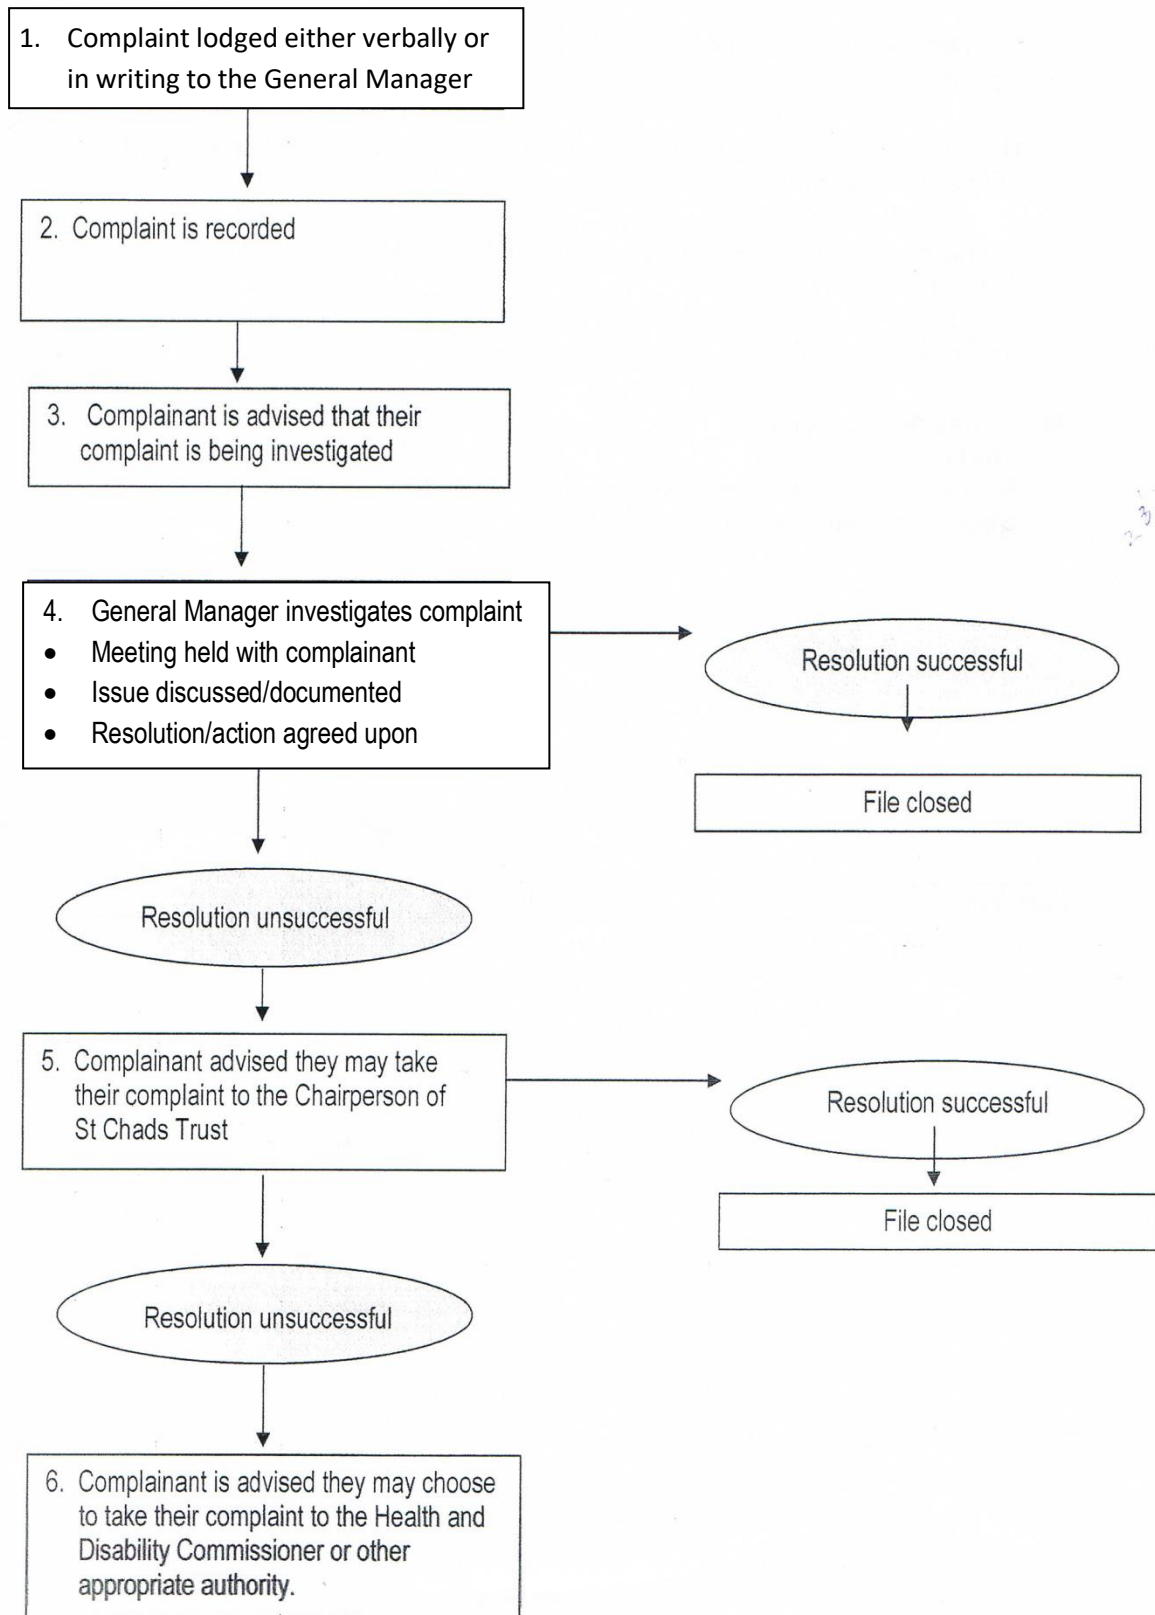 1. Complaint lodged either verbally or
in writing to the General Manager
2. Complaint is recorded
3. Complainant is advised that their
complaint is being investigated
4. General Manager investigates complaint
• Meeting held with complainant
• Issue discussed/documented
• Resolution/action agreed upon
Resolution successful
File closed
Resolution unsuccessful
5. Complainant advised they may take
their complaint to the Chairperson of
St Chads Trust
Resolution successful
File closed
Resolution unsuccessful
6. Complainant is advised they may choose
to take their complaint to the Health and
Disability Commissioner or other
appropriate authority.